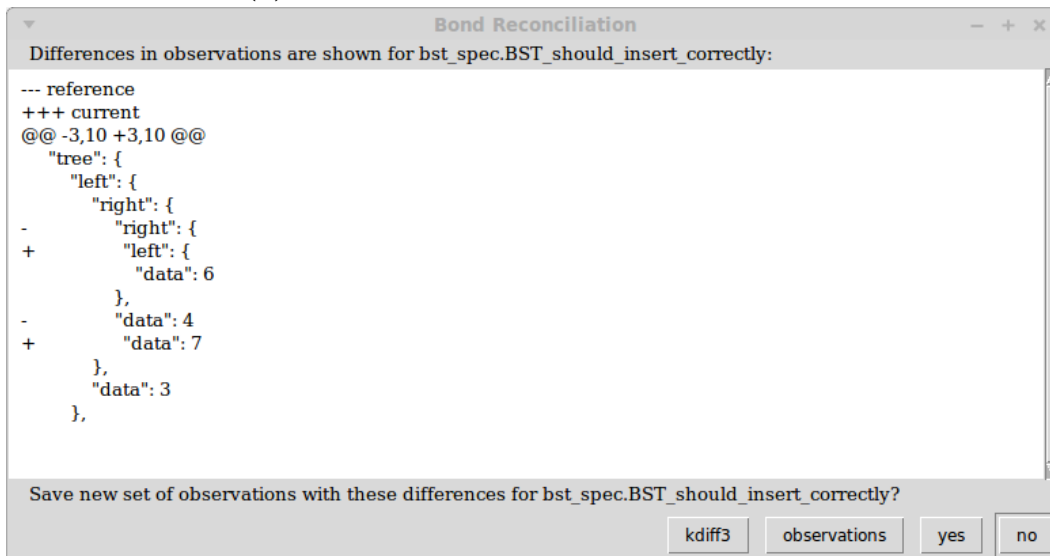 Bond Reconciliation
Differences in observations are shown for bst_spec.BST_should_insert_correctly:
--- reference
+++ current
@@ -3,10 +3,10 @@
   "tree": {
     "left": {
       "right": {
-          "right": {
+          "left": {
            "data": 6
          },
-          "data": 4
+          "data": 7
       },
       "data": 3
     },
Save new set of observations with these differences for bst_spec.BST_should_insert_correctly?
kdiff3 observations yes no